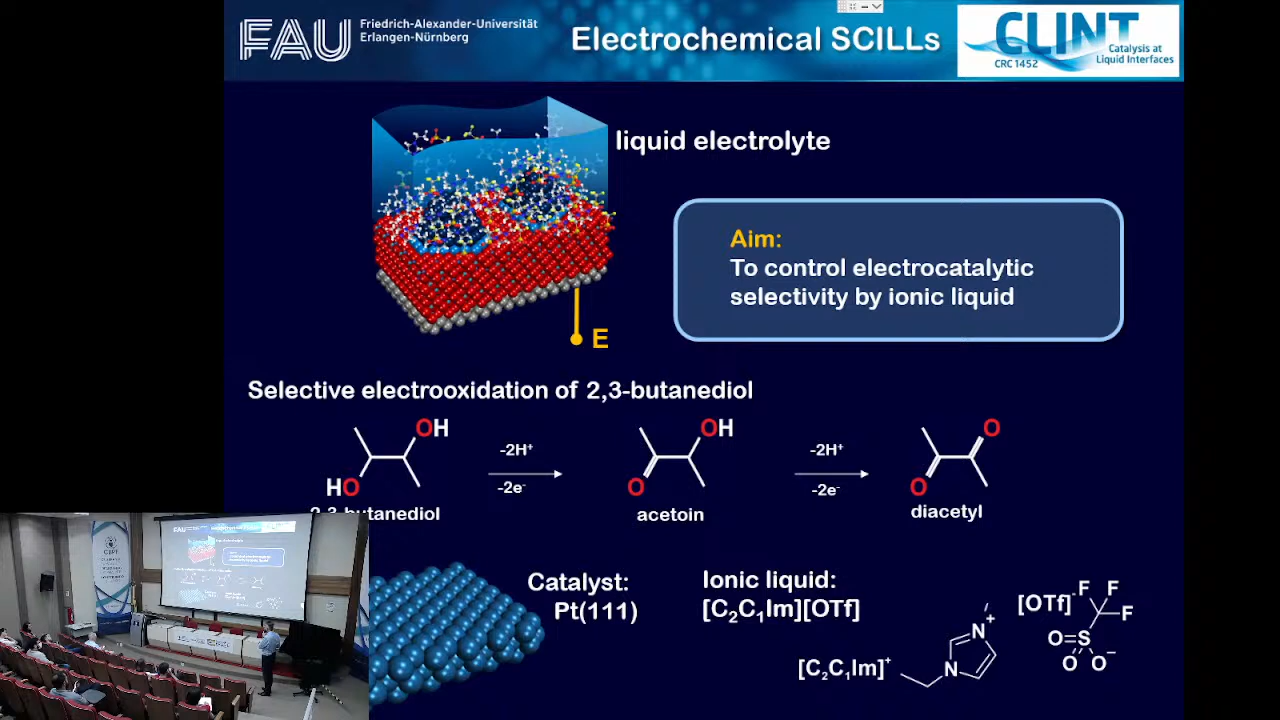 FAU
Friedrich-Alexander-Universität
Erlangen-Nürnberg
Electrochemical SCILLs
CLINT
CRC 1452
Catalysis at
Liquid Interfaces
liquid electrolyte
Aim:
To control electrocatalytic
selectivity by ionic liquid
E
Selective electrooxidation of 2,3-butanediol
OH
HO
2,3-butanediol
-2H⁺
-2e⁻
OH
O
acetoin
-2H⁺
-2e⁻
O
O
diacetyl
Catalyst:
Pt(111)
Ionic liquid:
[C₂C₁Im][OTf]
[C₂C₁Im]⁺
N⁺
N
[OTf]⁻
F F
F
O=S
O O⁻